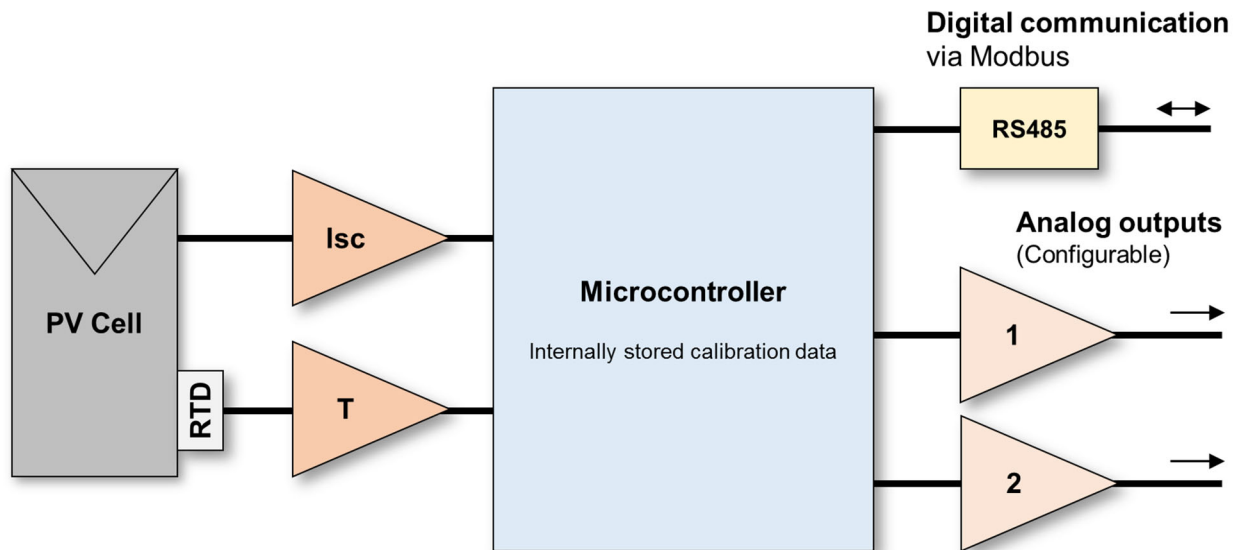 Digital communication
via Modbus
RS485
Analog outputs
(Configurable)
Isc
Microcontroller
PV Cell
1
Internally stored calibration data
RTD
T
2